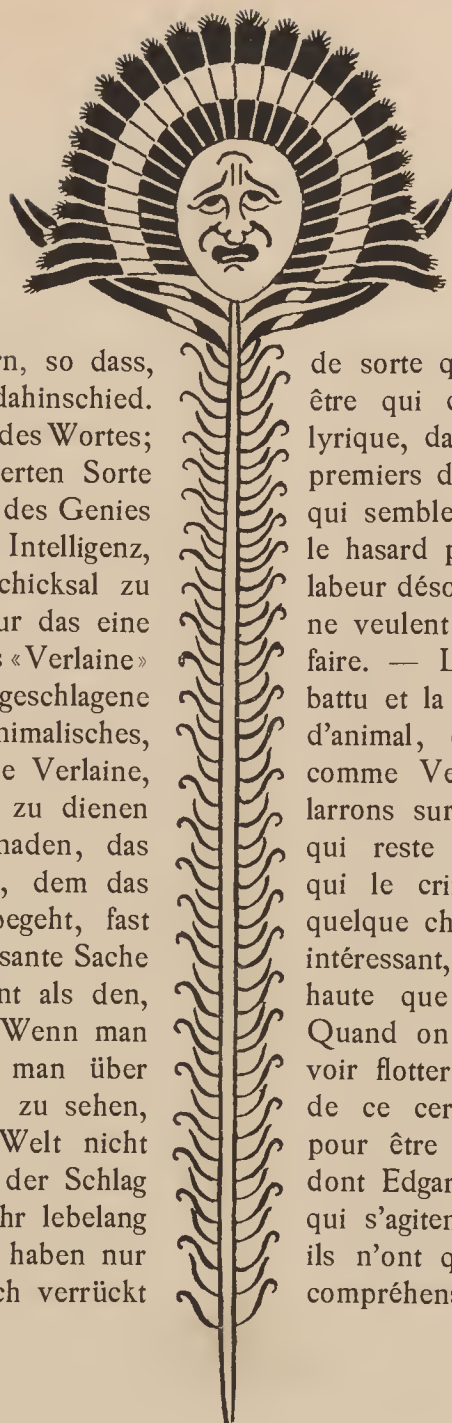 rn, so dass,
dahinschied.
des Wortes;
erten Sorte
des Genies
Intelligenz,
chicksal zu
ur das eine
s « Verlaine »
geschlagene
nimalisches,
e Verlaine,
zu dienen
naden, das
, dem das
begeht, fast
sante Sache
nt als den,
Wenn man
man über
zu sehen,
Welt nicht
der Schlag
hr lebelang
haben nur
ch verrückt
de sorte q
être qui c
lyrique, da
premiers d
qui semble
le hasard p
labeur déso
ne veulent
faire. — L
battu et la
d'animal,
comme Ve
larrons sur
qui reste
qui le cri
quelque ch
intéressant,
haute que
Quand on
voir flotter
de ce cer
pour être
dont Edgar
qui s'agiten
ils n'ont q
compréhens